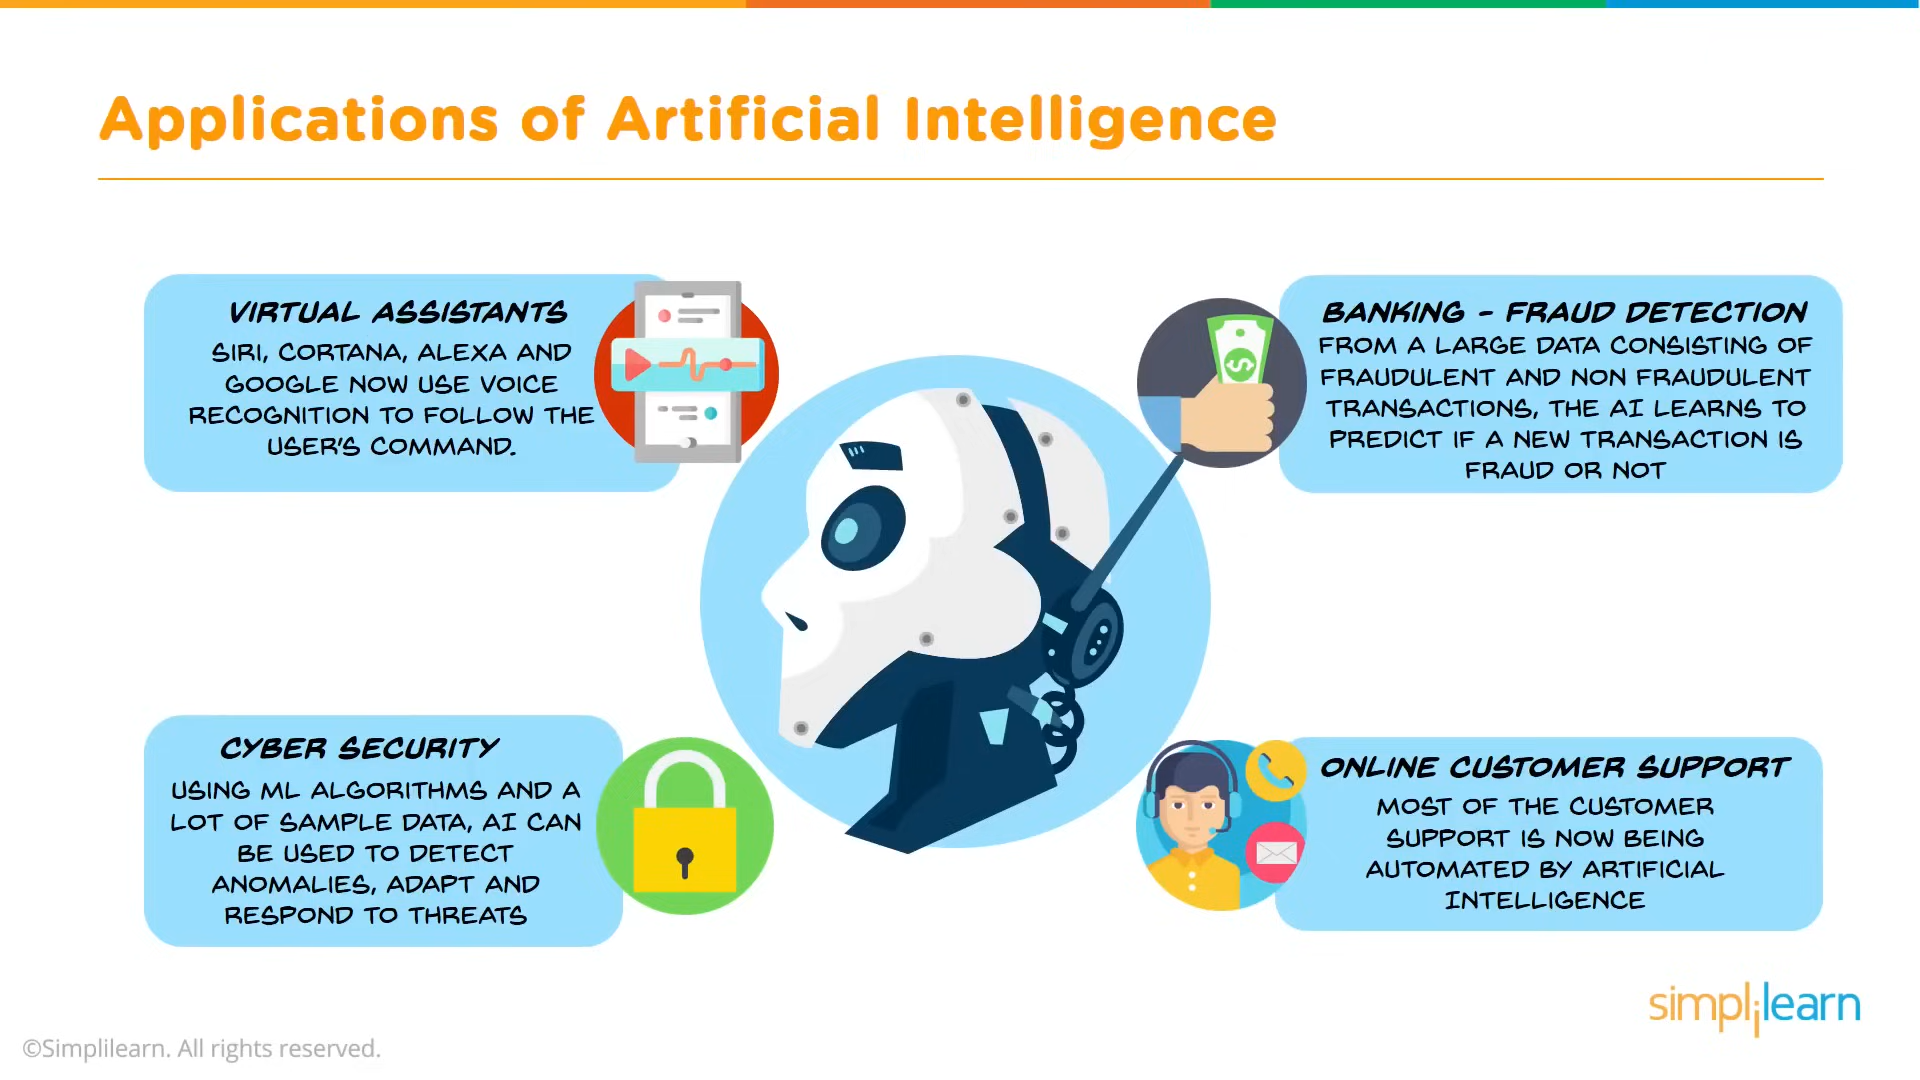 Applications of Artificial Intelligence
VIRTUAL ASSISTANTS
SIRI, CORTANA, ALEXA AND
GOOGLE NOW USE VOICE
RECOGNITION TO FOLLOW THE
USER'S COMMAND.
BANKING - FRAUD DETECTION
FROM A LARGE DATA CONSISTING OF
FRAUDULENT AND NON FRAUDULENT
TRANSACTIONS, THE AI LEARNS TO
PREDICT IF A NEW TRANSACTION IS
FRAUD OR NOT
CYBER SECURITY
USING ML ALGORITHMS AND A
LOT OF SAMPLE DATA, AI CAN
BE USED TO DETECT
ANOMALIES, ADAPT AND
RESPOND TO THREATS
ONLINE CUSTOMER SUPPORT
MOST OF THE CUSTOMER
SUPPORT IS NOW BEING
AUTOMATED BY ARTIFICIAL
INTELLIGENCE
simplilearn
©Simplilearn. All rights reserved.